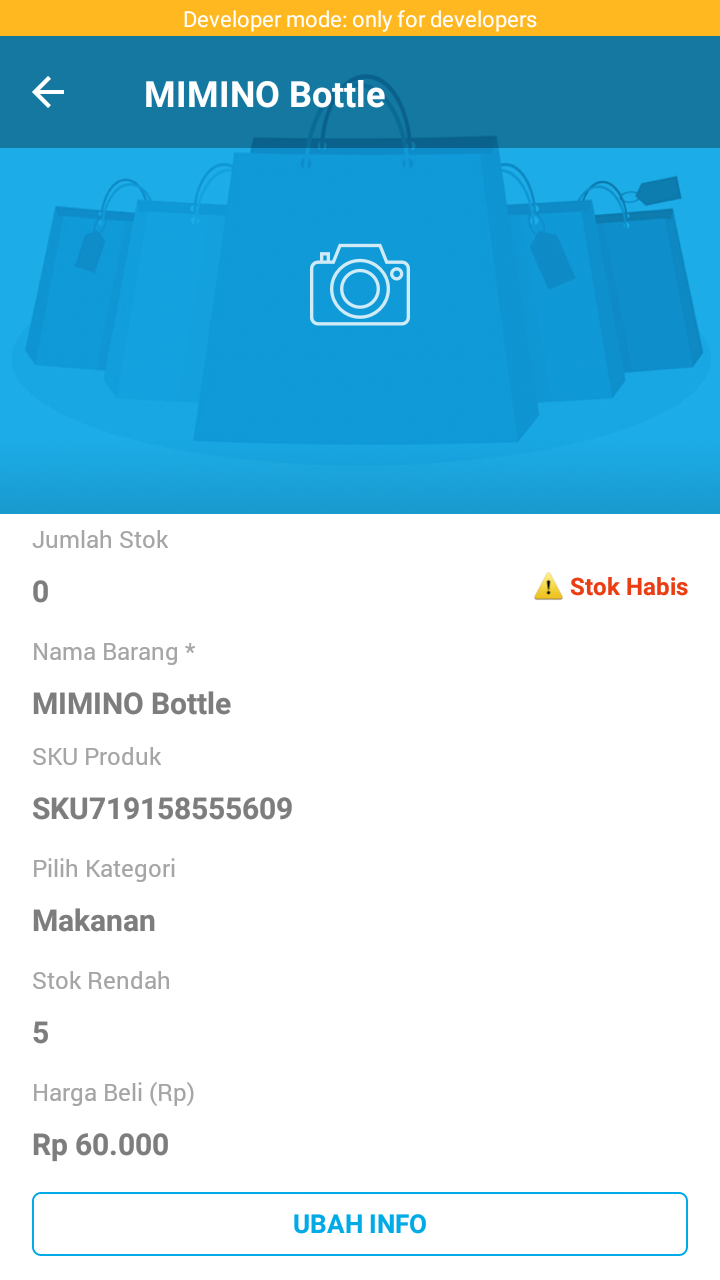 Developer mode: only for developers
MIMINO Bottle
Jumlah Stok
0
Stok Habis
Nama Barang *
MIMINO Bottle
SKU Produk
SKU719158555609
Pilih Kategori
Makanan
Stok Rendah
5
Harga Beli (Rp)
Rp 60.000
UBAH INFO